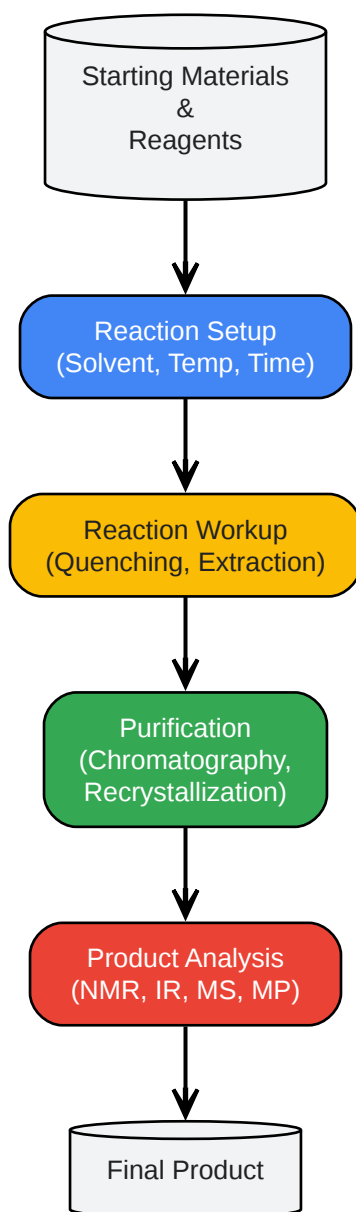 Starting Materials
&
Reagents
Reaction Setup
(Solvent, Temp, Time)
Reaction Workup
(Quenching, Extraction)
Purification
(Chromatography,
Recrystallization)
Product Analysis
(NMR, IR, MS, MP)
Final Product